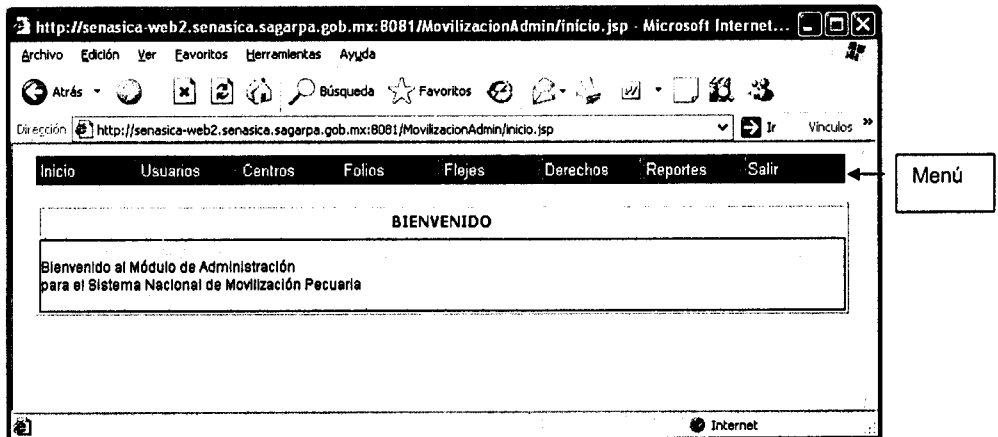 http://senasica-web2.senasica.sagarpa.gob.mx:8081/MovilizacionAdmin/inicio.jsp - Microsoft Internet...
Archivo Edición Ver Favoritos Herramientas Ayuda
Atrás Búsqueda Favoritos
Dirección http://senasica-web2.senasica.sagarpa.gob.mx:8081/MovilizacionAdmin/inicio.jsp Ir Vínculos »
Inicio Usuarios Centros Folios Flejes Derechos Reportes Salir
Menú
BIENVENIDO
Bienvenido al Módulo de Administración
para el Sistema Nacional de Movilización Pecuaria
Internet